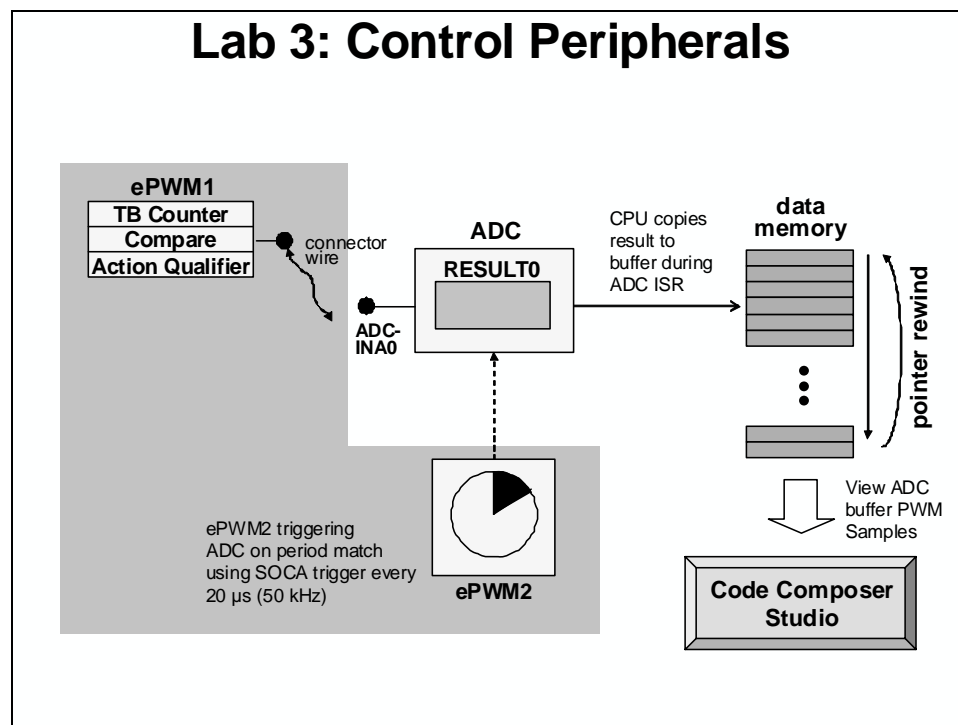 Lab 3: Control Peripherals
ePWM1
TB Counter
Compare
Action Qualifier
connector
wire
ADC-
INA0
ADC
RESULT0
CPU copies
result to
buffer during
ADC ISR
data
memory
pointer rewind
ePWM2 triggering
ADC on period match
using SOCA trigger every
20 µs (50 kHz)
ePWM2
View ADC
buffer PWM
Samples
Code Composer
Studio